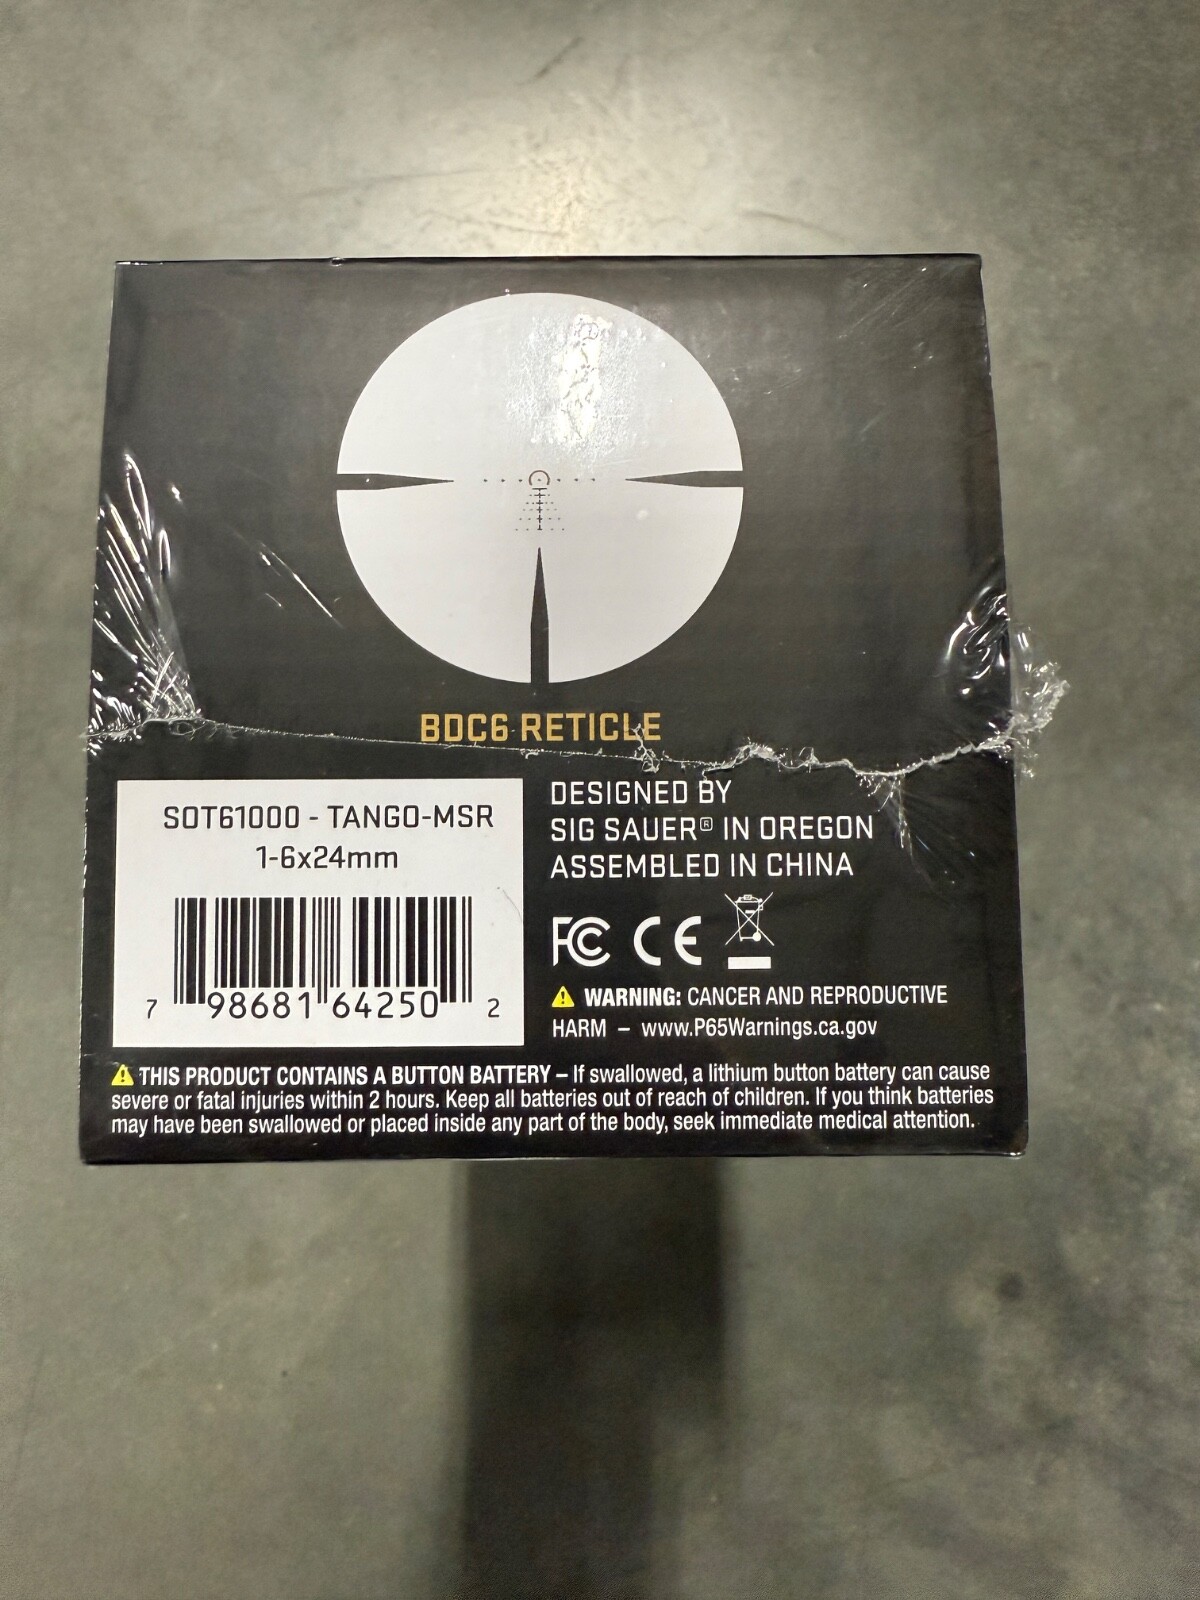 BDC6 RETICLE
SOT61000 - TANGO-MSR
1-6x24mm
7 98681 64250 2
DESIGNED BY
SIG SAUER® IN OREGON
ASSEMBLED IN CHINA
FC CE
WARNING: CANCER AND REPRODUCTIVE
HARM – www.P65Warnings.ca.gov
THIS PRODUCT CONTAINS A BUTTON BATTERY – If swallowed, a lithium button battery can cause
severe or fatal injuries within 2 hours. Keep all batteries out of reach of children. If you think batteries
may have been swallowed or placed inside any part of the body, seek immediate medical attention.